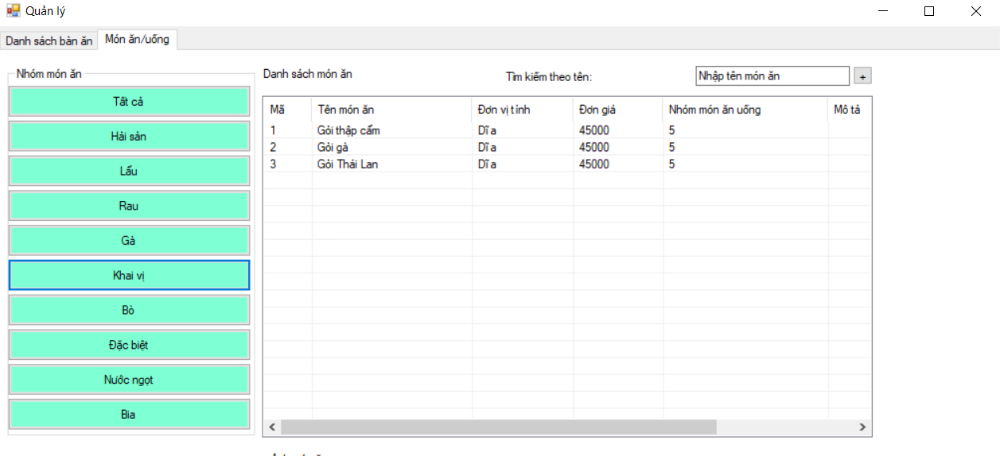 Quản lý
Danh sách bàn ăn Món ăn/uống
Nhóm món ăn
Tất cả
Hải sản
Lẩu
Rau
Gà
Khai vị
Bò
Đặc biệt
Nước ngọt
Bia
Danh sách món ăn Tìm kiếm theo tên: Nhập tên món ăn +
Mã Tên món ăn Đơn vị tính Đơn giá Nhóm món ăn uống Mô tả
1 Gỏi thập cẩm Dĩa 45000 5
2 Gỏi gà Dĩa 45000 5
3 Gỏi Thái Lan Dĩa 45000 5